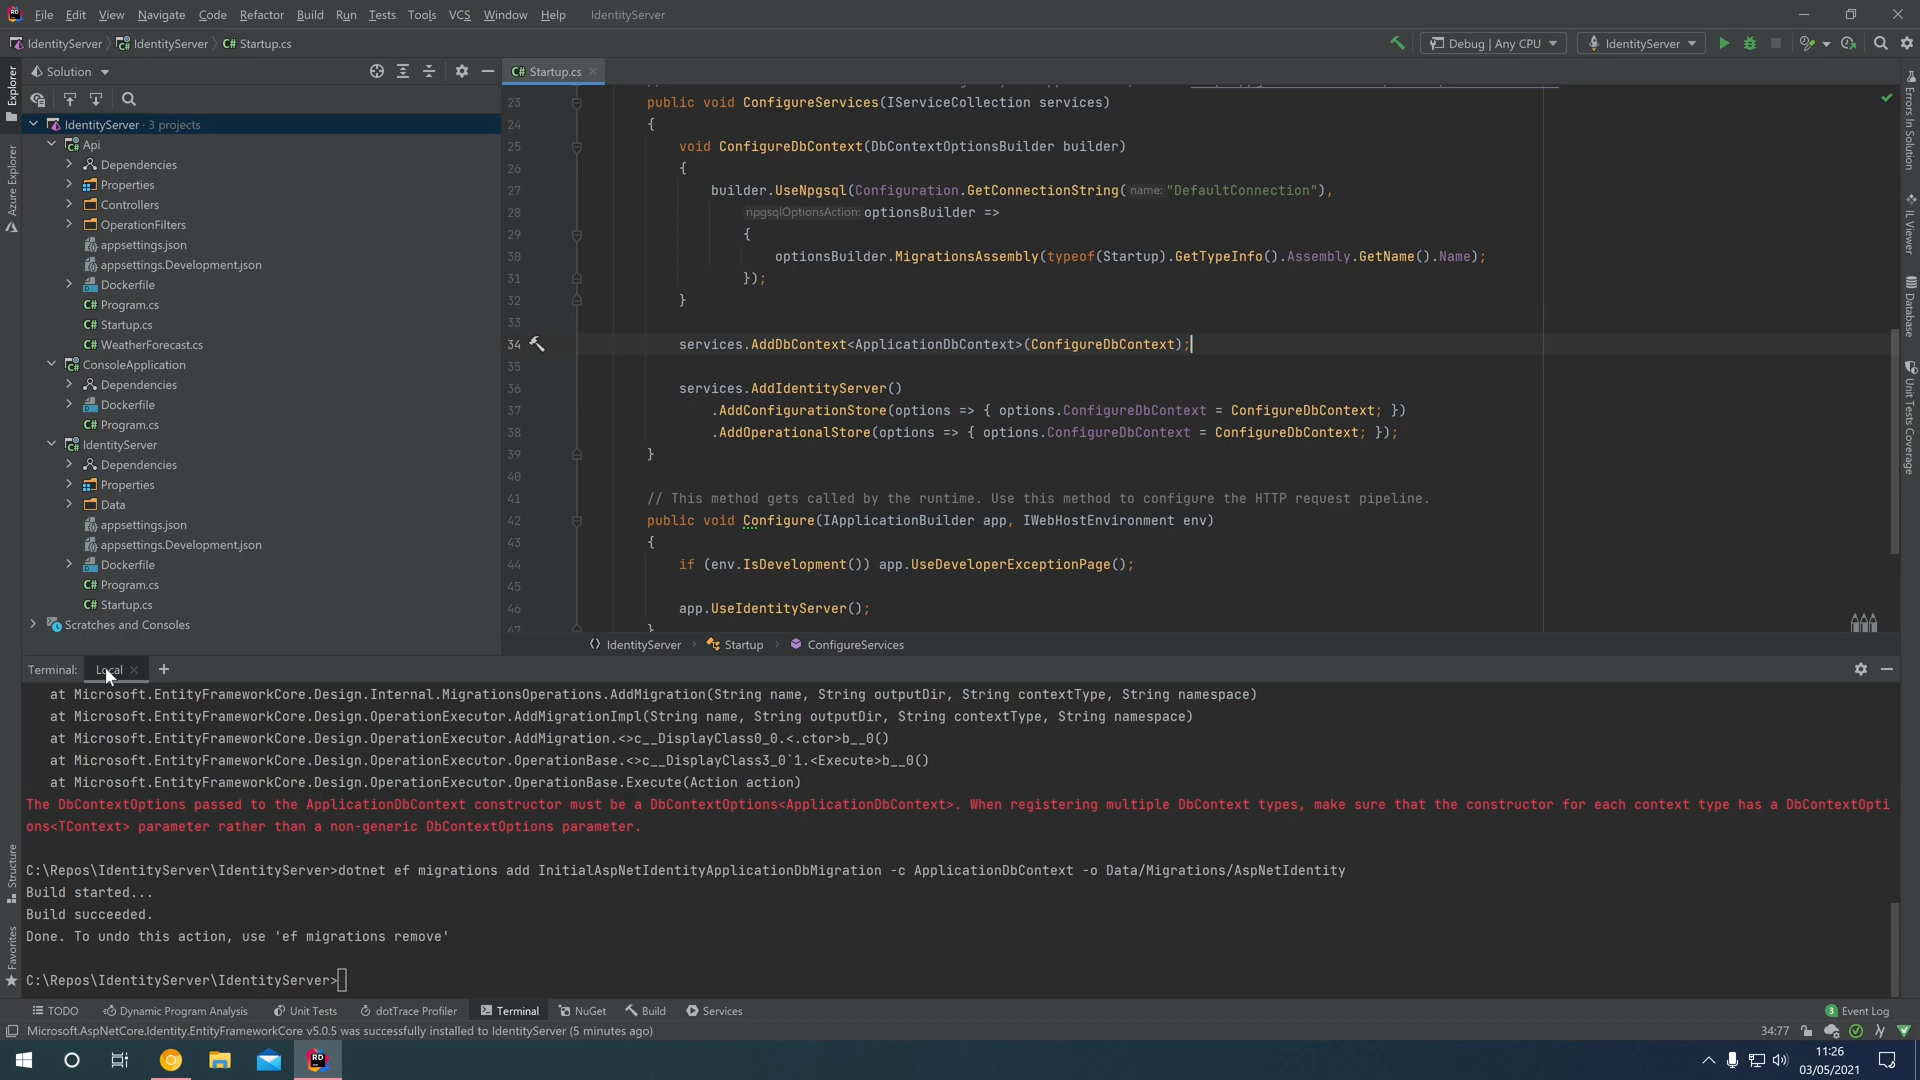 File Edit View Navigate Code Refactor Build Run Tests Tools VCS Window Help IdentityServer
IdentityServer IdentityServer C# Startup.cs Debug | Any CPU IdentityServer
Solution
C# Startup.cs
IdentityServer · 3 projects
Api
Dependencies
Properties
Controllers
OperationFilters
appsettings.json
appsettings.Development.json
Dockerfile
C# Program.cs
C# Startup.cs
C# WeatherForecast.cs
ConsoleApplication
Dependencies
Dockerfile
C# Program.cs
IdentityServer
Dependencies
Properties
Data
appsettings.json
appsettings.Development.json
Dockerfile
C# Program.cs
C# Startup.cs
Scratches and Consoles
23 public void ConfigureServices(IServiceCollection services)
24 {
25 void ConfigureDbContext(DbContextOptionsBuilder builder)
26 {
27 builder.UseNpgsql(Configuration.GetConnectionString( name: "DefaultConnection"),
28 npgsqlOptionsAction: optionsBuilder =>
29 {
30 optionsBuilder.MigrationsAssembly(typeof(Startup).GetTypeInfo().Assembly.GetName().Name);
31 });
32 }
33
34 services.AddDbContext<ApplicationDbContext>(ConfigureDbContext);
35
36 services.AddIdentityServer()
37 .AddConfigurationStore(options => { options.ConfigureDbContext = ConfigureDbContext; })
38 .AddOperationalStore(options => { options.ConfigureDbContext = ConfigureDbContext; });
39 }
40
41 // This method gets called by the runtime. Use this method to configure the HTTP request pipeline.
42 public void Configure(IApplicationBuilder app, IWebHostEnvironment env)
43 {
44 if (env.IsDevelopment()) app.UseDeveloperExceptionPage();
45
46 app.UseIdentityServer();
47 }
IdentityServer Startup ConfigureServices
Explorer
Azure Explorer
Structure
Favorites
Errors In Solution
IL Viewer
Database
Unit Tests Coverage
Terminal: Local
at Microsoft.EntityFrameworkCore.Design.Internal.MigrationsOperations.AddMigration(String name, String outputDir, String contextType, String namespace)
at Microsoft.EntityFrameworkCore.Design.OperationExecutor.AddMigrationImpl(String name, String outputDir, String contextType, String namespace)
at Microsoft.EntityFrameworkCore.Design.OperationExecutor.AddMigration.<>c__DisplayClass0_0.<.ctor>b__0()
at Microsoft.EntityFrameworkCore.Design.OperationExecutor.OperationBase.<>c__DisplayClass3_0`1.<Execute>b__0()
at Microsoft.EntityFrameworkCore.Design.OperationExecutor.OperationBase.Execute(Action action)
The DbContextOptions passed to the ApplicationDbContext constructor must be a DbContextOptions<ApplicationDbContext>. When registering multiple DbContext types, make sure that the constructor for each context type has a DbContextOpti
ons<TContext> parameter rather than a non-generic DbContextOptions parameter.
C:\Repos\IdentityServer\IdentityServer>dotnet ef migrations add InitialAspNetIdentityApplicationDbMigration -c ApplicationDbContext -o Data/Migrations/AspNetIdentity
Build started...
Build succeeded.
Done. To undo this action, use 'ef migrations remove'
C:\Repos\IdentityServer\IdentityServer>
TODO Dynamic Program Analysis Unit Tests dotTrace Profiler Terminal NuGet Build Services 3 Event Log
Microsoft.AspNetCore.Identity.EntityFrameworkCore v5.0.5 was successfully installed to IdentityServer (5 minutes ago) 34:77
RD
11:26
03/05/2021